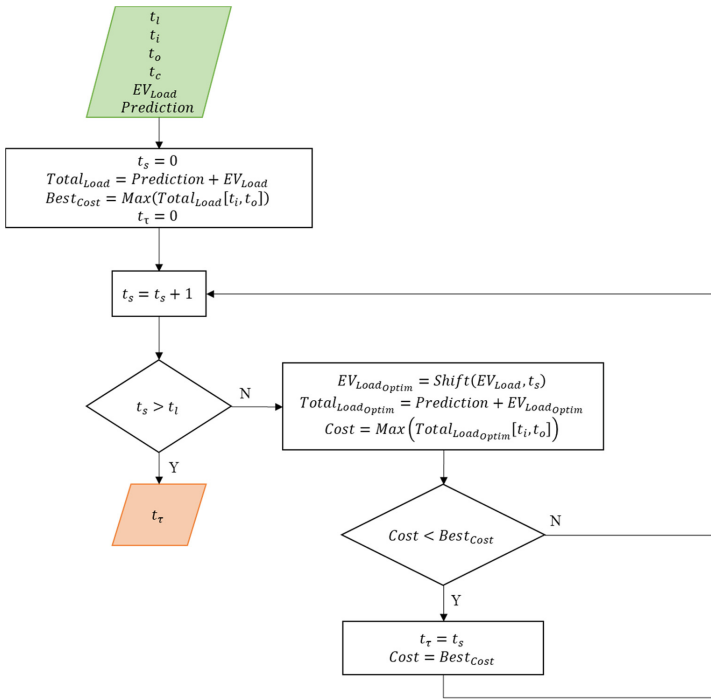 t_l
t_i
t_o
t_c
EV_Load
Prediction
t_s = 0
Total_Load = Prediction + EV_Load
Best_Cost = Max(Total_Load[t_i, t_o])
t_τ = 0
t_s = t_s + 1
t_s > t_l
N
Y
t_τ
EV_Load_Optim = Shift(EV_Load, t_s)
Total_Load_Optim = Prediction + EV_Load_Optim
Cost = Max(Total_Load_Optim[t_i, t_o])
Cost < Best_Cost
N
Y
t_τ = t_s
Cost = Best_Cost